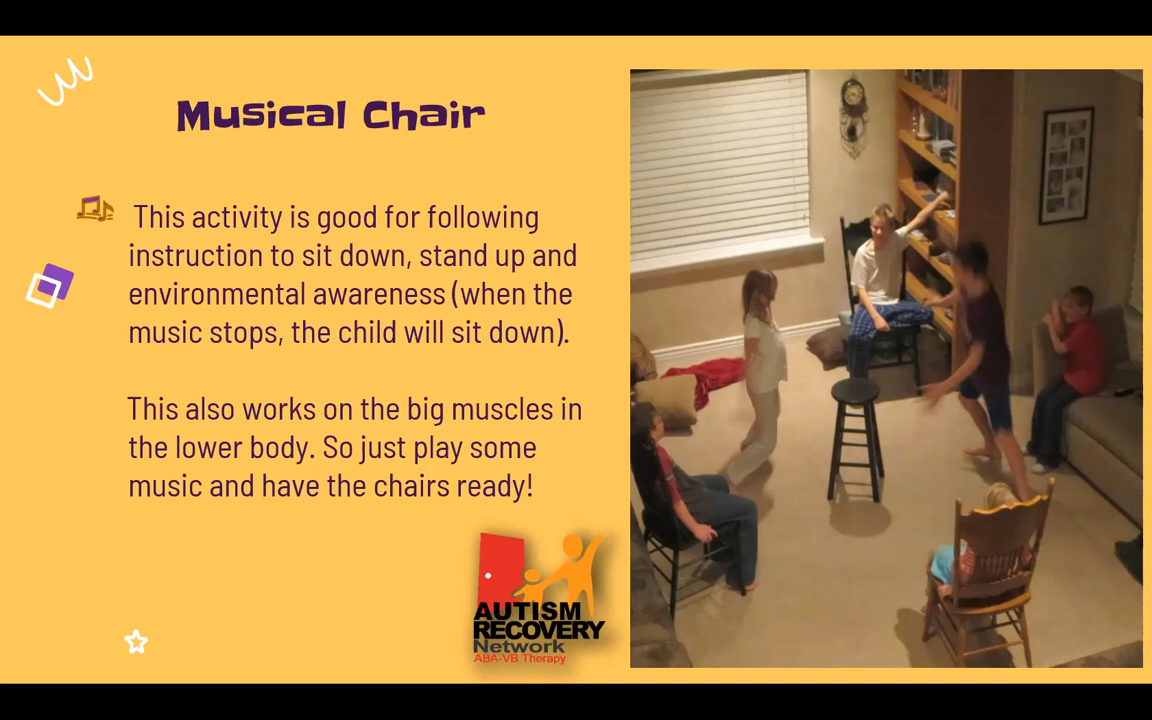 Musical Chair
This activity is good for following
instruction to sit down, stand up and
environmental awareness (when the
music stops, the child will sit down).
This also works on the big muscles in
the lower body. So just play some
music and have the chairs ready!
AUTISM
RECOVERY
Network
ABA-VB Therapy